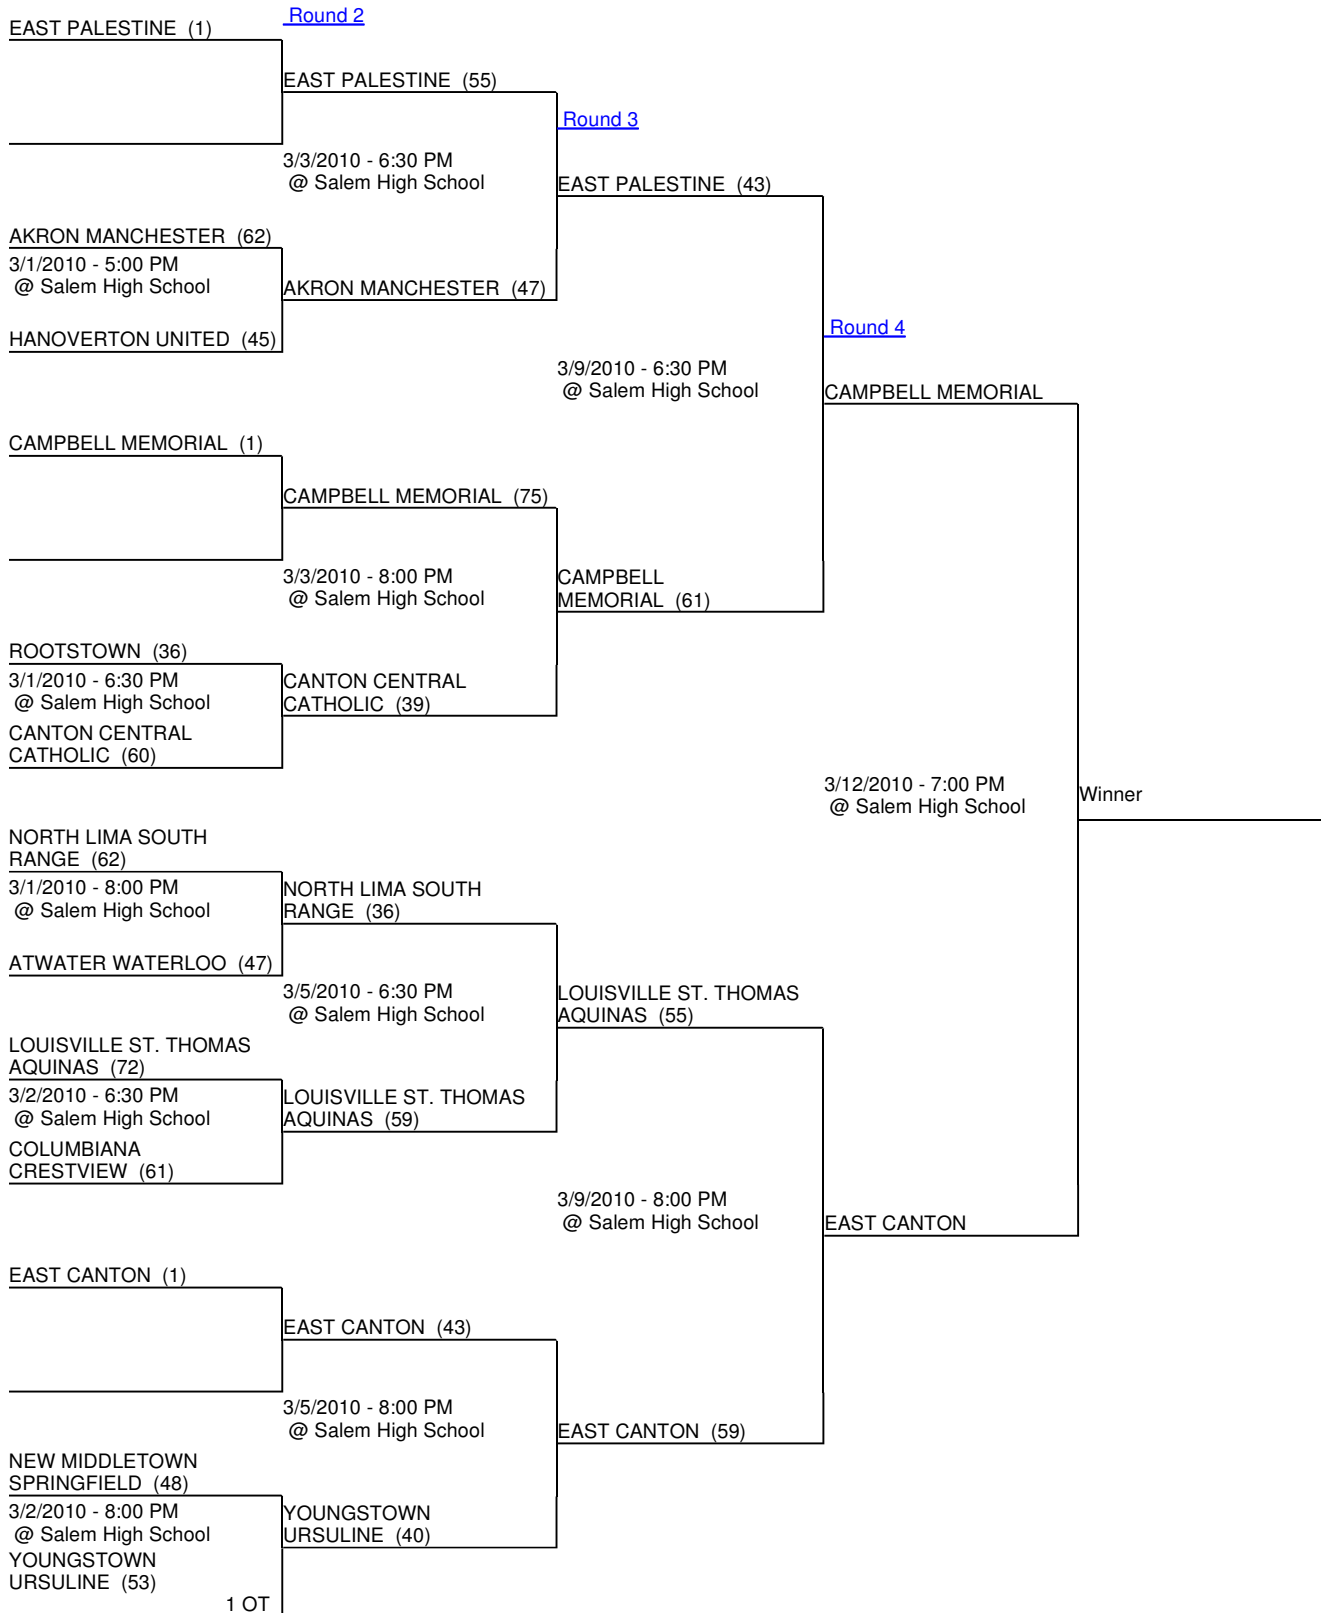 Round 2
EAST PALESTINE (1)
EAST PALESTINE (55)
Round 3
3/3/2010 - 6:30 PM
@ Salem High School
EAST PALESTINE (43)
AKRON MANCHESTER (62)
3/1/2010 - 5:00 PM
@ Salem High School
AKRON MANCHESTER (47)
HANOVERTON UNITED (45)
Round 4
3/9/2010 - 6:30 PM
@ Salem High School
CAMPBELL MEMORIAL
CAMPBELL MEMORIAL (1)
CAMPBELL MEMORIAL (75)
3/3/2010 - 8:00 PM
@ Salem High School
CAMPBELL
MEMORIAL (61)
ROOTSTOWN (36)
3/1/2010 - 6:30 PM
@ Salem High School
CANTON CENTRAL
CATHOLIC (39)
CANTON CENTRAL
CATHOLIC (60)
3/12/2010 - 7:00 PM
@ Salem High School
Winner
NORTH LIMA SOUTH
RANGE (62)
3/1/2010 - 8:00 PM
@ Salem High School
NORTH LIMA SOUTH
RANGE (36)
ATWATER WATERLOO (47)
3/5/2010 - 6:30 PM
@ Salem High School
LOUISVILLE ST. THOMAS
AQUINAS (55)
LOUISVILLE ST. THOMAS
AQUINAS (72)
3/2/2010 - 6:30 PM
@ Salem High School
LOUISVILLE ST. THOMAS
AQUINAS (59)
COLUMBIANA
CRESTVIEW (61)
3/9/2010 - 8:00 PM
@ Salem High School
EAST CANTON
EAST CANTON (1)
EAST CANTON (43)
3/5/2010 - 8:00 PM
@ Salem High School
EAST CANTON (59)
NEW MIDDLETOWN
SPRINGFIELD (48)
3/2/2010 - 8:00 PM
@ Salem High School
YOUNGSTOWN
URSULINE (40)
YOUNGSTOWN
URSULINE (53)
1 OT